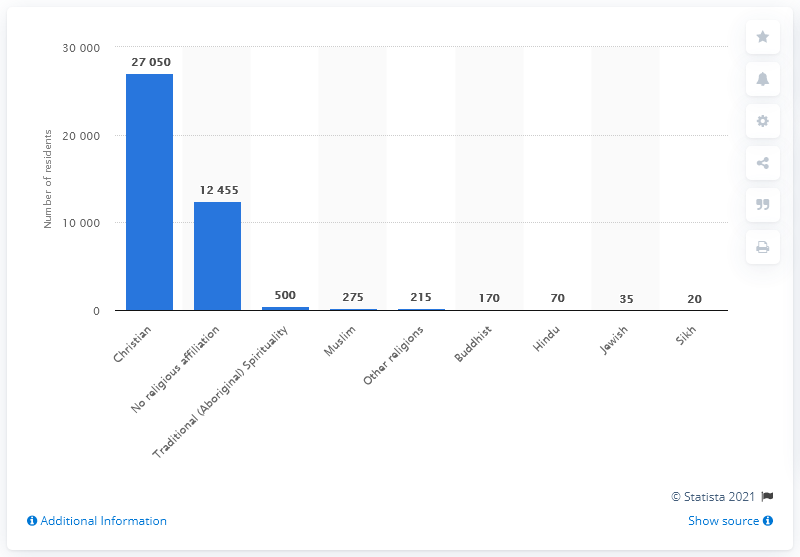 30 000
20 000
10 000
0
Number of residents
27 050
12 455
500
275
215
170
70
35
20
Christian
No religious affiliation
Traditional (Aboriginal) Spirituality
Muslim
Other religions
Buddhist
Hindu
Jewish
Sikh
© Statista 2021
Additional Information
Show source